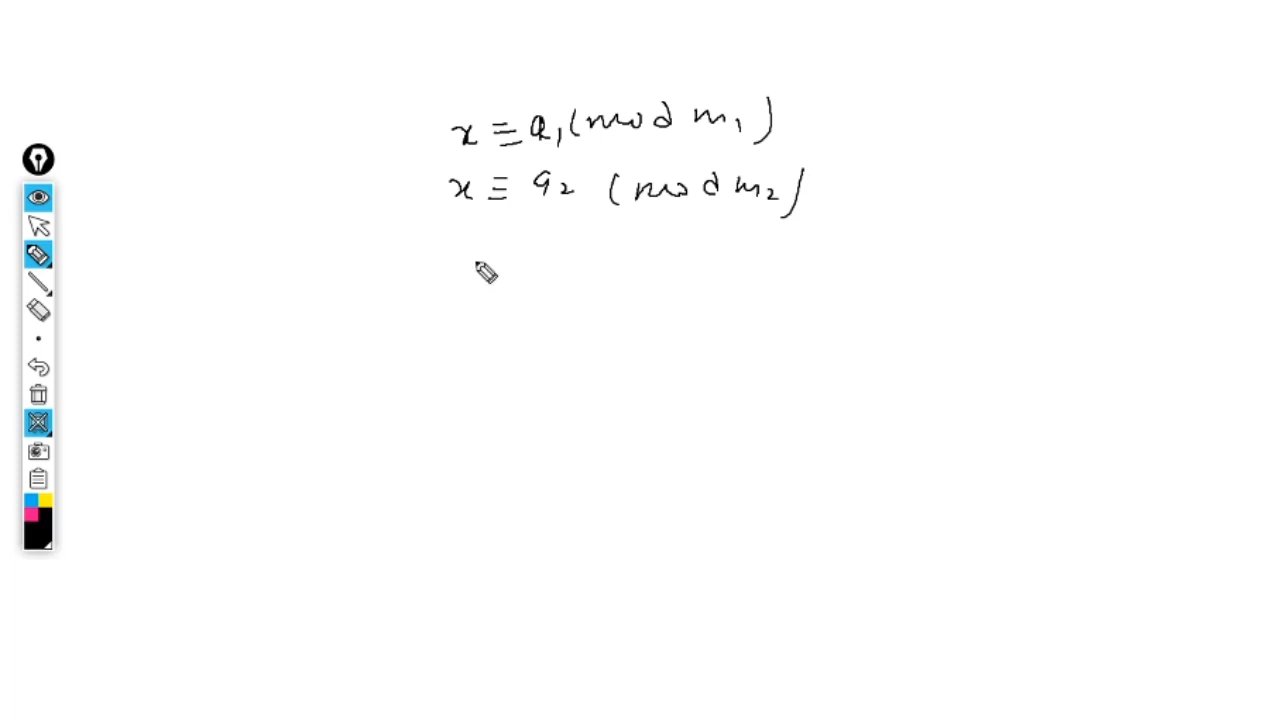 x ≡ a₁ (mod m₁)
x ≡ a₂ (mod m₂)